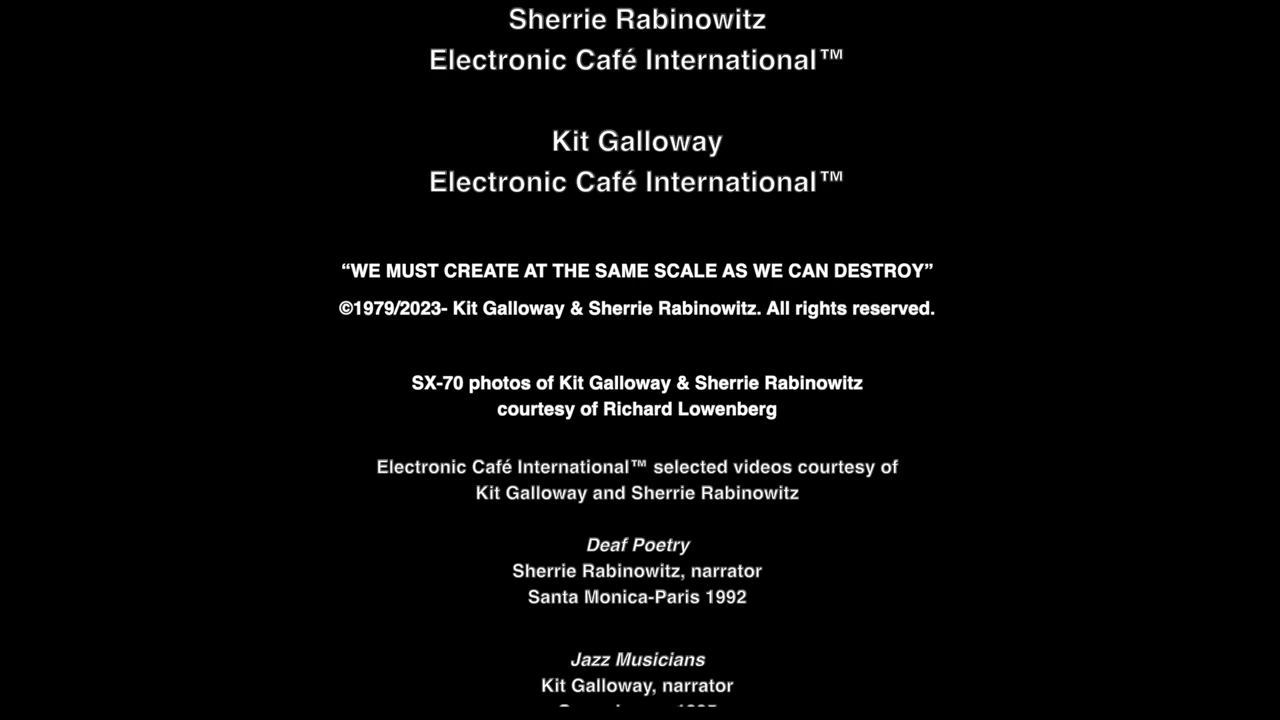 Sherrie Rabinowitz
Electronic Café International™
Kit Galloway
Electronic Café International™
“WE MUST CREATE AT THE SAME SCALE AS WE CAN DESTROY”
©1979/2023- Kit Galloway & Sherrie Rabinowitz. All rights reserved.
SX-70 photos of Kit Galloway & Sherrie Rabinowitz
courtesy of Richard Lowenberg
Electronic Café International™ selected videos courtesy of
Kit Galloway and Sherrie Rabinowitz
Deaf Poetry
Sherrie Rabinowitz, narrator
Santa Monica-Paris 1992
Jazz Musicians
Kit Galloway, narrator